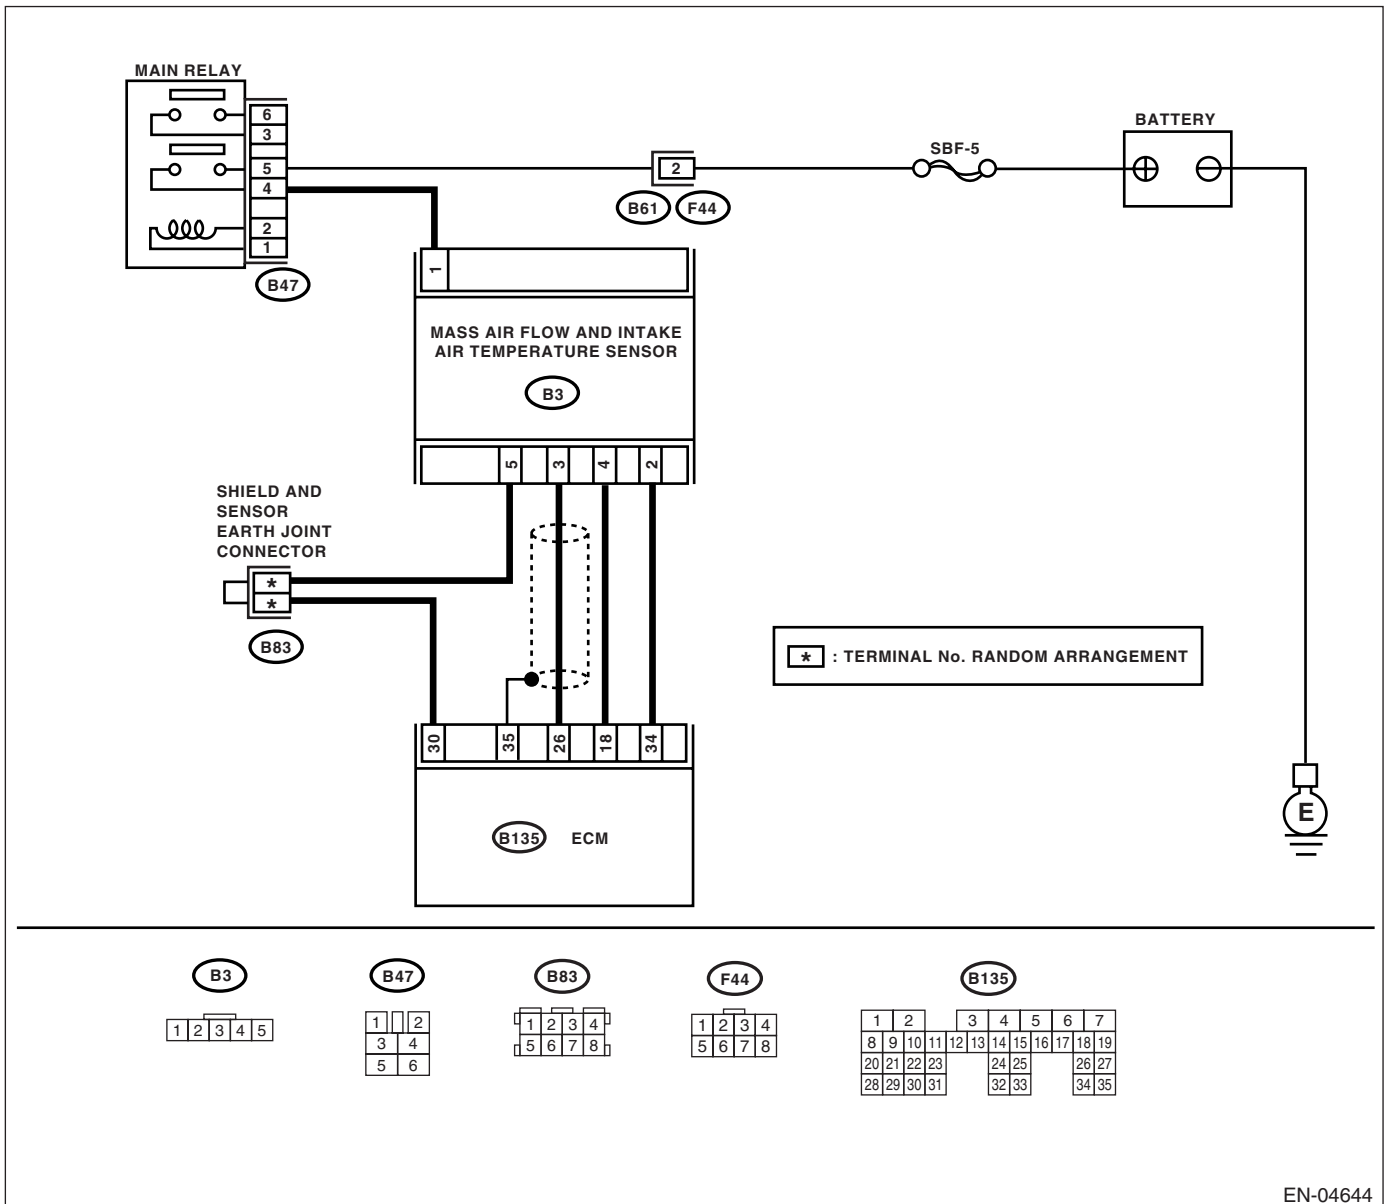 MAIN RELAY
6
3
5
4
2
1
B47
2
B61 F44
SBF-5
BATTERY
1
MASS AIR FLOW AND INTAKE
AIR TEMPERATURE SENSOR
B3
5 3 4 2
SHIELD AND
SENSOR
EARTH JOINT
CONNECTOR
*
*
B83
* : TERMINAL No. RANDOM ARRANGEMENT
30 35 26 18 34
B135 ECM
E
B3
1 2 3 4 5
B47
1 2
3 4
5 6
B83
1 2 3 4
5 6 7 8
F44
1 2 3 4
5 6 7 8
B135
1 2 3 4 5 6 7
8 9 10 11 12 13 14 15 16 17 18 19
20 21 22 23 24 25 26 27
28 29 30 31 32 33 34 35
EN-04644